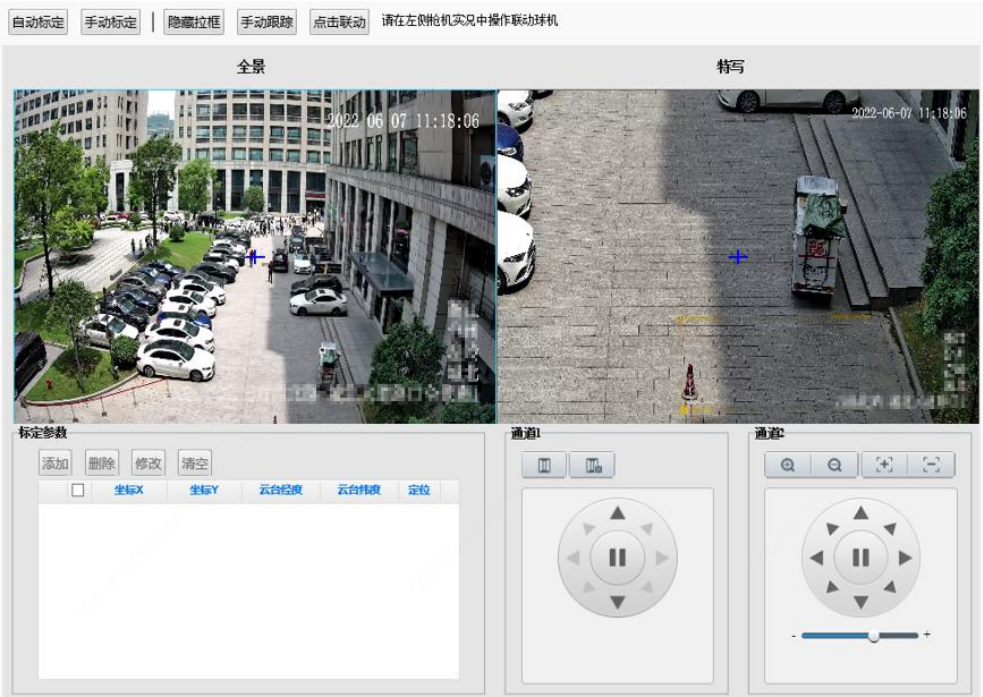 自动标定 手动标定 | 隐藏拉框 手动跟踪 点击联动 请在左侧枪机实况中操作联动球机
全景 特写
2022 06 07 11:18:06 2022-06-07 11:18:06
标定参数 通道1 通道2
添加 删除 修改 清空
坐标X 坐标Y 云台经度 云台纬度 定位
- +